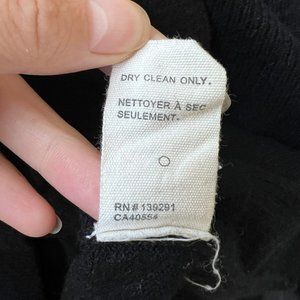 DRY CLEAN ONLY.
NETTOYER À SEC
SEULEMENT.
RN# 139291
CA40554